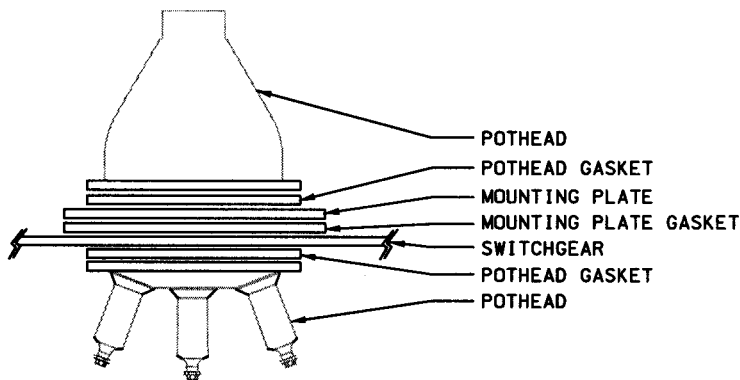 POTHEAD
POTHEAD GASKET
MOUNTING PLATE
MOUNTING PLATE GASKET
SWITCHGEAR
POTHEAD GASKET
POTHEAD